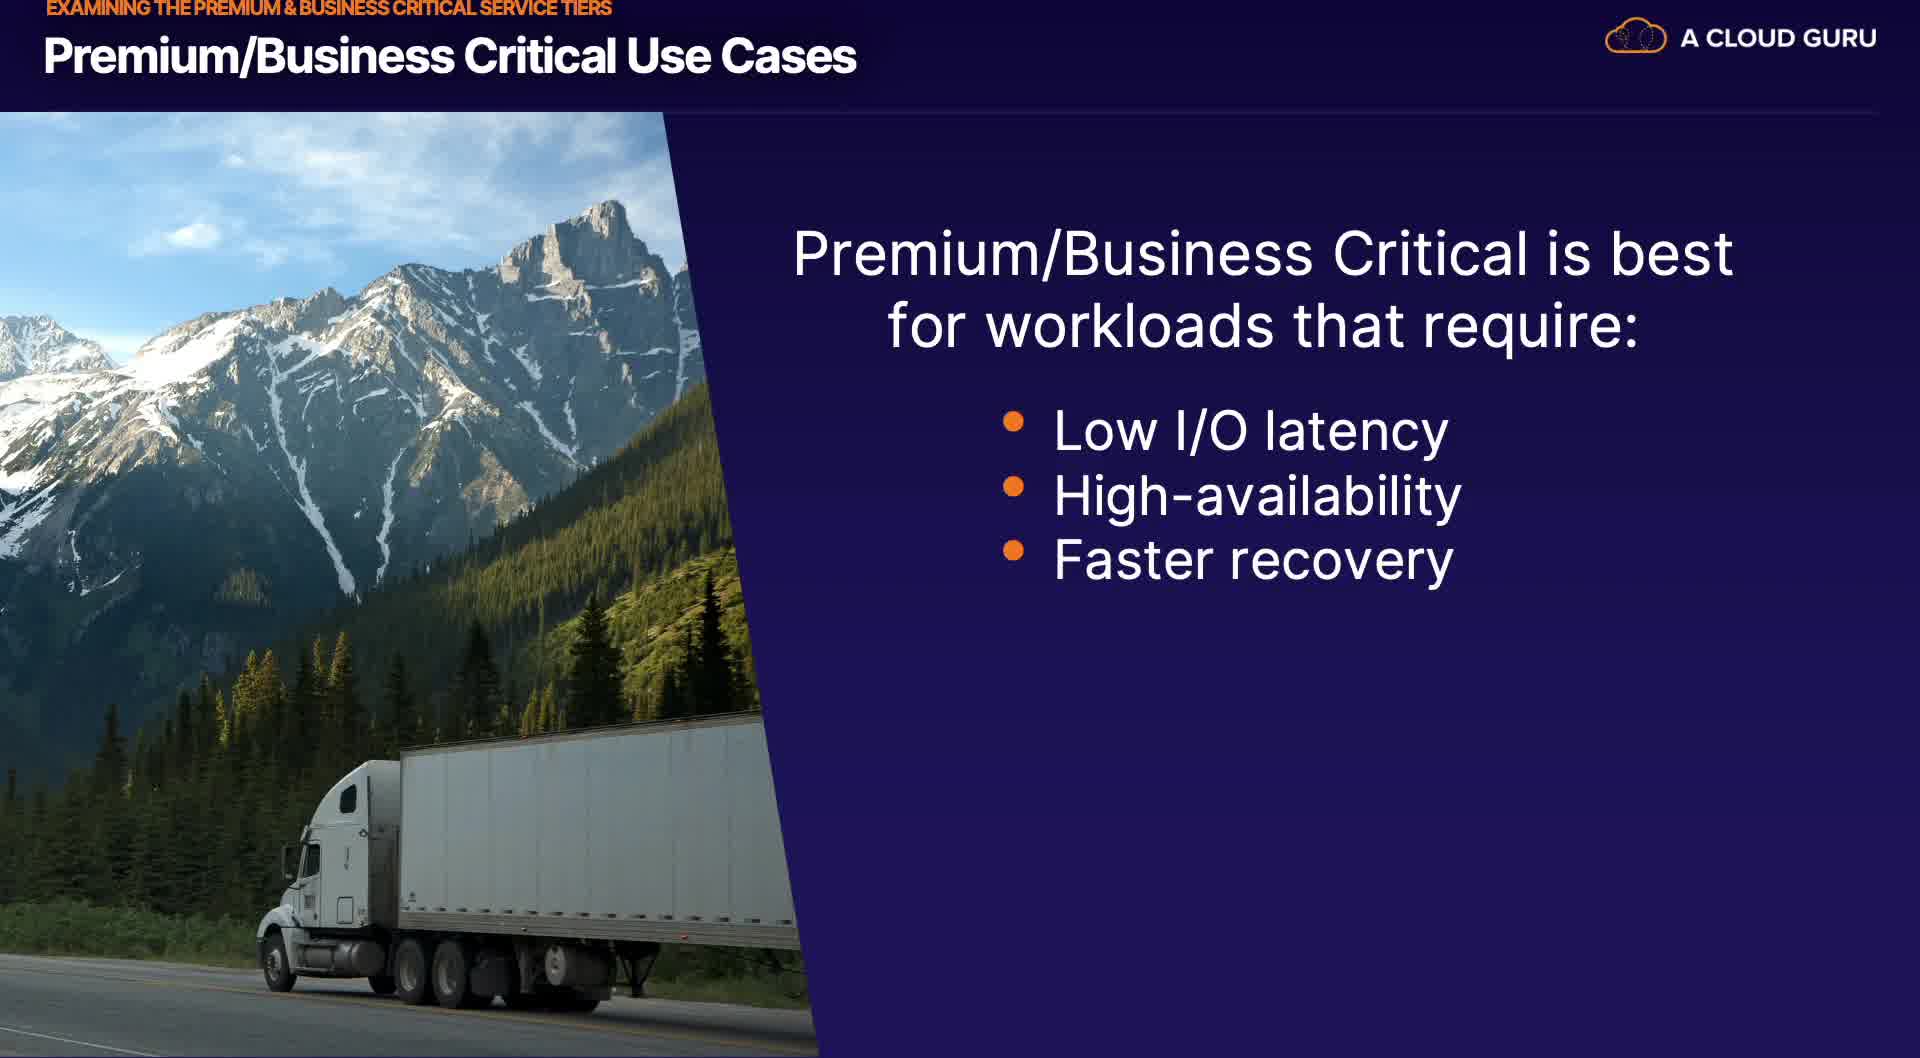 EXAMINING THE PREMIUM & BUSINESS CRITICAL SERVICE TIERS
Premium/Business Critical Use Cases
A CLOUD GURU
Premium/Business Critical is best
for workloads that require:
Low I/O latency
High-availability
Faster recovery